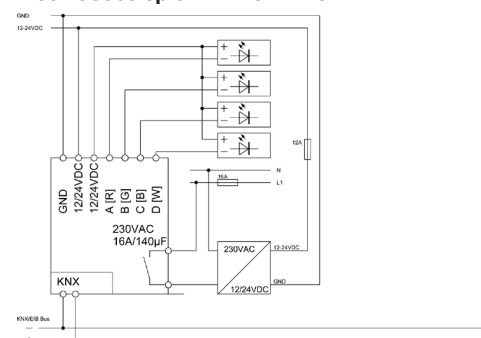 GND
12-24VDC
+
−
+
−
+
−
+
−
12A
N
16A
L1
GND
12/24VDC
12/24VDC
A [R]
B [G]
C [B]
D [W]
230VAC
16A/140µF
230VAC
12-24VDC
KNX
GND
12/24VDC
KNX/EIB Bus
+